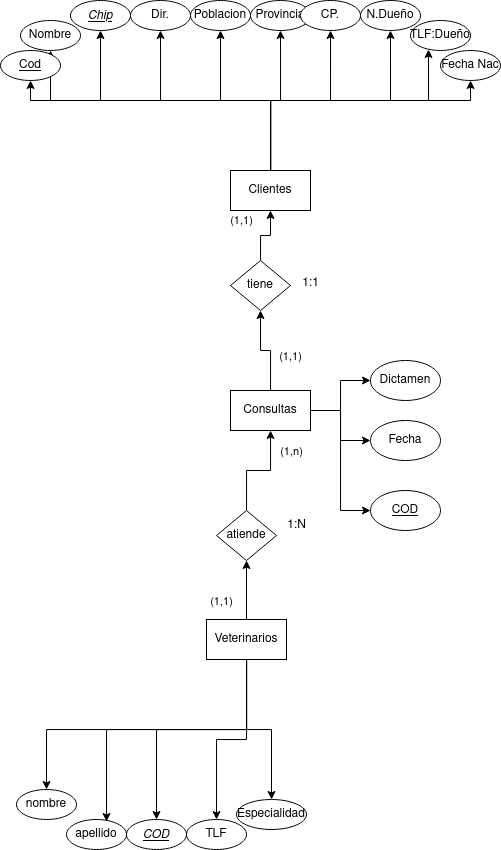 Chip
Dir.
Poblacion
Provincia
CP.
N.Dueño
Nombre
TLF:Dueño
Cod
Fecha Nac
Clientes
(1,1)
tiene
1:1
(1,1)
Dictamen
Consultas
Fecha
(1,n)
COD
1:N
atiende
(1,1)
Veterinarios
nombre
Especialidad
apellido
COD
TLF